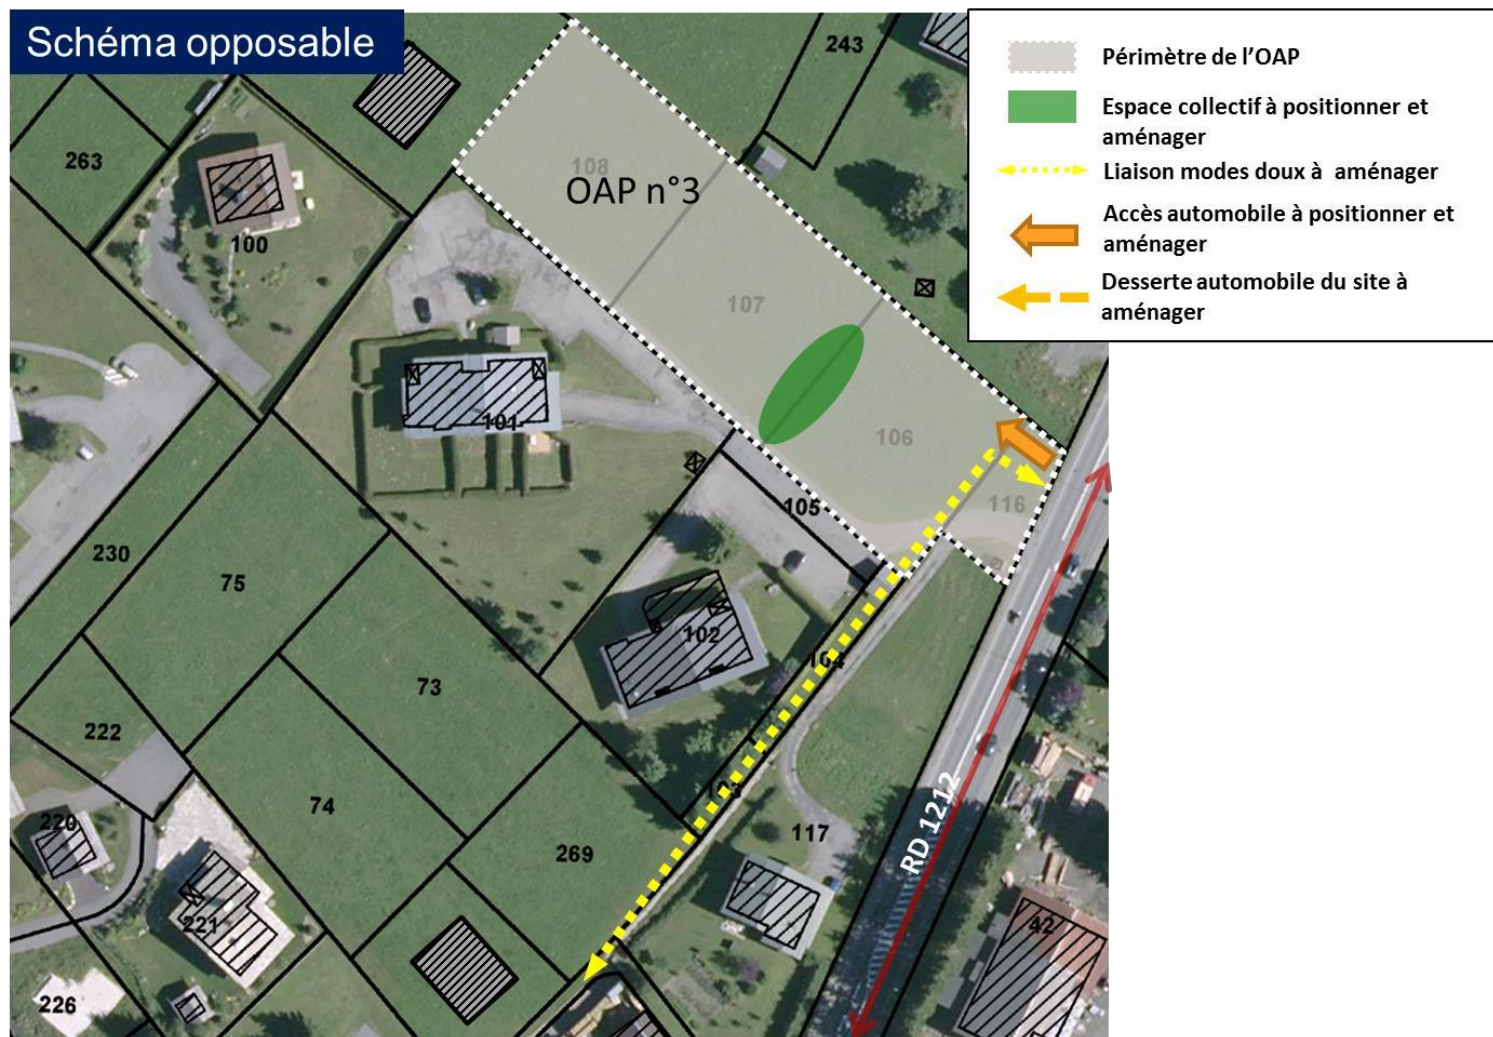 Schéma opposable
Périmètre de l'OAP
Espace collectif à positionner et
aménager
Liaison modes doux à aménager
Accès automobile à positionner et
aménager
Desserte automobile du site à
aménager
243
263
108
OAP n°3
100
107
101
106
105
116
230
75
102
104
73
222
103
74
220
117
269
RD 1212
221
42
226